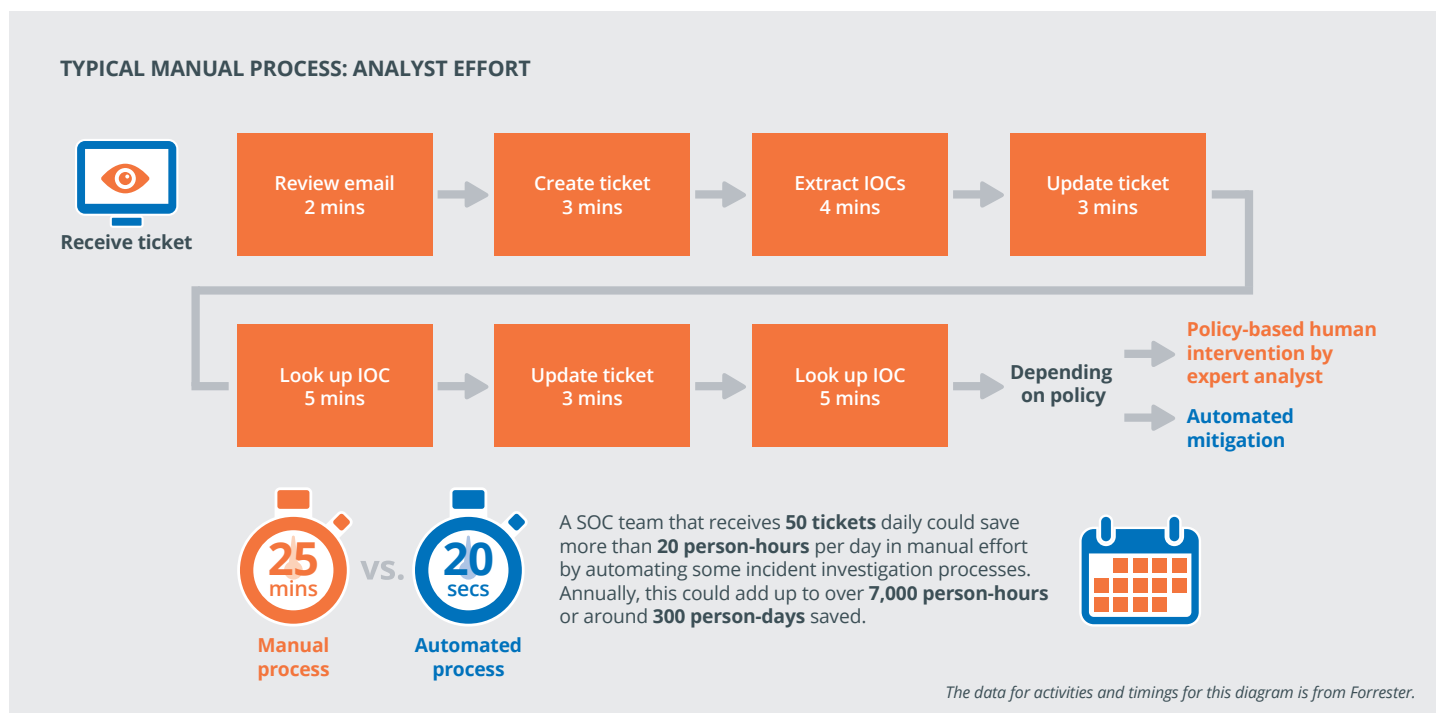 TYPICAL MANUAL PROCESS: ANALYST EFFORT
Receive ticket
Review email
2 mins
Create ticket
3 mins
Extract IOCs
4 mins
Update ticket
3 mins
Look up IOC
5 mins
Update ticket
3 mins
Look up IOC
5 mins
Depending
on policy
Policy-based human
intervention by
expert analyst
Automated
mitigation
25
mins
Manual
process
vs.
20
secs
Automated
process
A SOC team that receives 50 tickets daily could save
more than 20 person-hours per day in manual effort
by automating some incident investigation processes.
Annually, this could add up to over 7,000 person-hours
or around 300 person-days saved.
The data for activities and timings for this diagram is from Forrester.